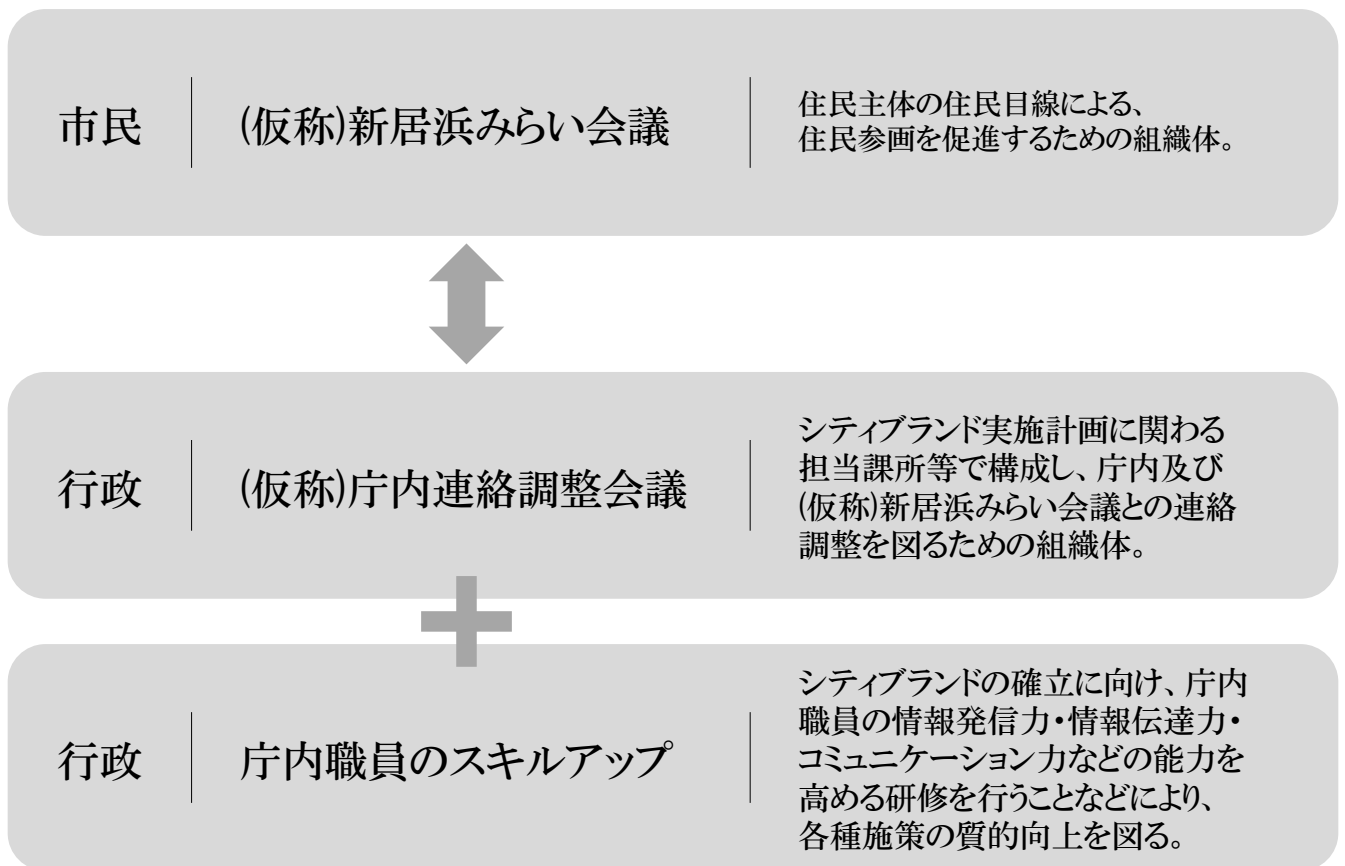 市民
(仮称)新居浜みらい会議
住民主体の住民目線による、
住民参画を促進するための組織体。
行政
(仮称)庁内連絡調整会議
シティブランド実施計画に関わる
担当課所等で構成し、庁内及び
(仮称)新居浜みらい会議との連絡
調整を図るための組織体。
行政
庁内職員のスキルアップ
シティブランドの確立に向け、庁内
職員の情報発信力・情報伝達力・
コミュニケーション力などの能力を
高める研修を行うことなどにより、
各種施策の質的向上を図る。